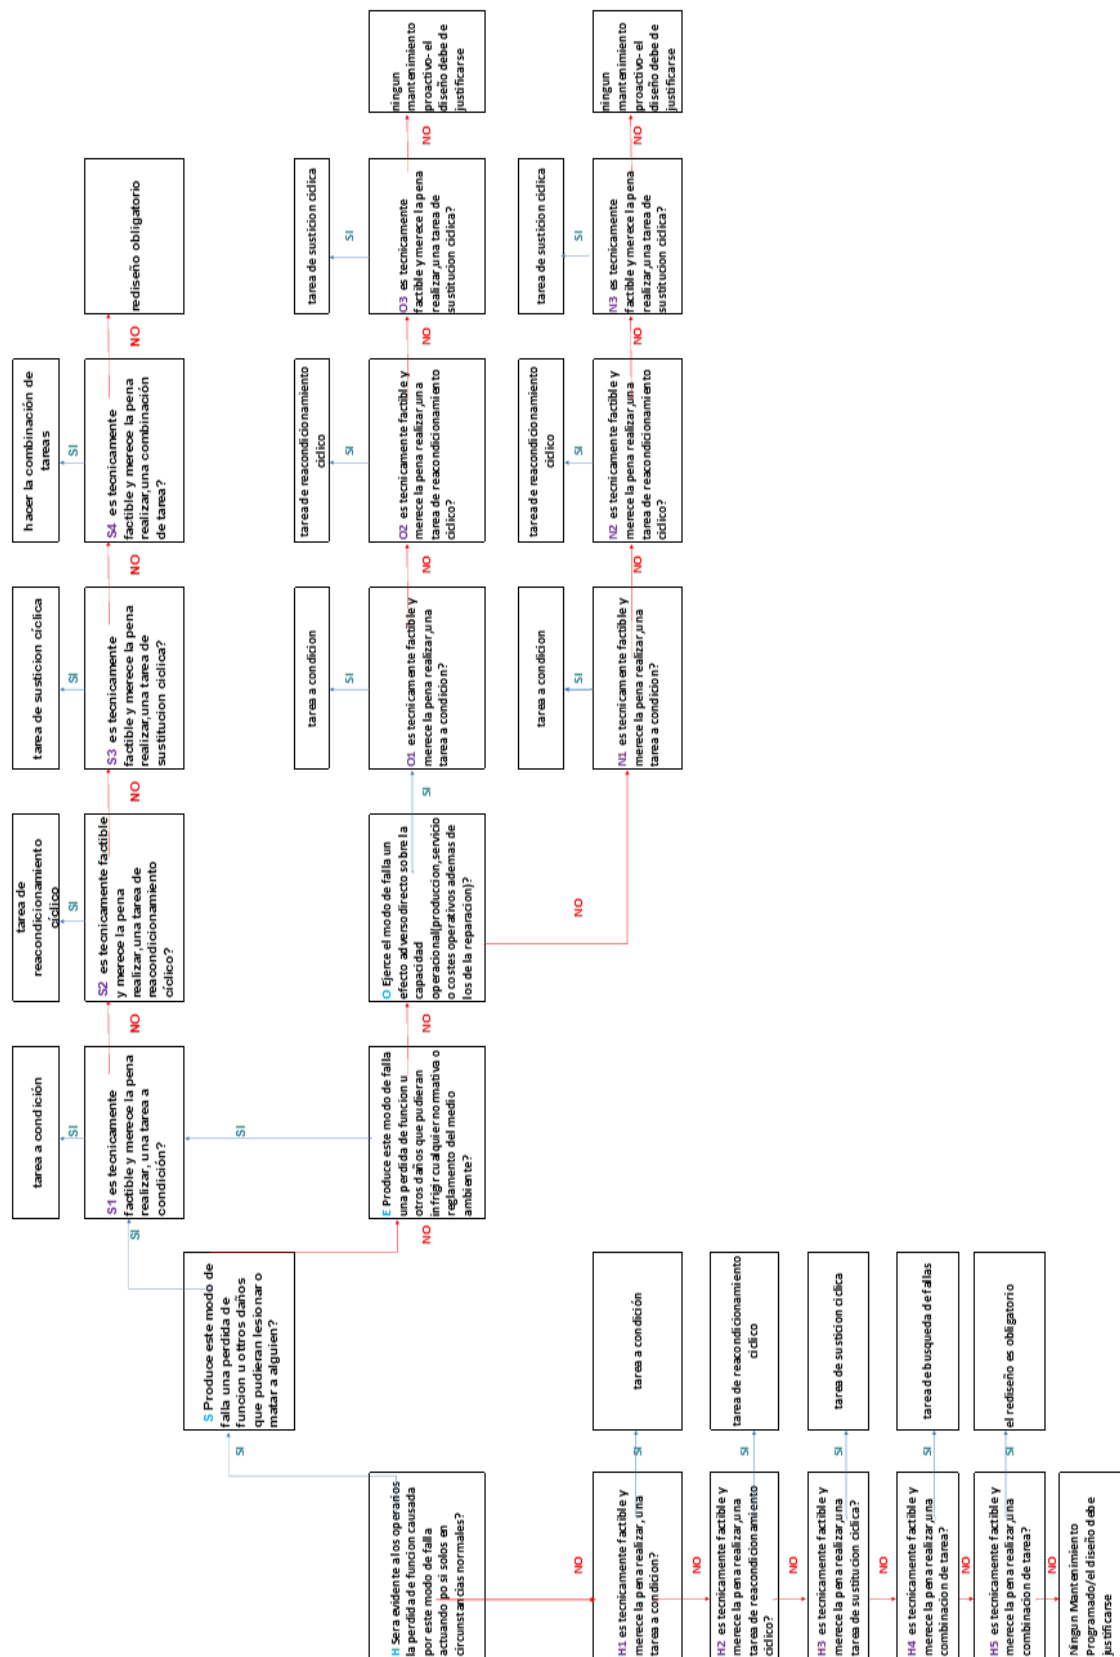 tarea a condición
tarea de
reacondicionamiento
cíclico
tarea de susticion cíclica
hacer la combinación de
tareas
SI
SI
SI
SI
S1 es tecnicamente
factible y merece la pena
realizar, una tarea a
condición?
NO
S2 es tecnicamente factible
y merece la pena
realizar,una tarea de
reacondicionamiento
cíclico?
NO
S3 es tecnicamente
factible y merece la pena
realizar,una tarea de
sustitucion ciclica?
NO
S4 es tecnicamente
factible y merece la pena
realizar,una combinación
de tarea?
NO
rediseño obligatorio
SI
S Produce este modo de
falla una perdida de
funcion u ottros daños
que pudieran lesionar o
matar a alguien?
SI
SI
tarea a condicion
tarea de reacondicionamiento
ciclico
tarea de susticion ciclica
SI
SI
SI
H Sera evidente a los operarios
la perdida de funcion causada
por este modo de falla
actuando po si solos en
circunstancias normales?
NO
E Produce este modo de falla
una perdida de funcion u
otros daños que pudieran
infrigir cualquier normativa o
reglamento del medio
ambiente?
NO
O Ejerce el modo de falla un
efecto adverso directo sobre la
capacidad
operacional(produccion,servicio
o costes operativos ademas de
los de la reparacion)?
SI
O1 es tecnicamente factible y
merece la pena realizar,una
tarea a condicion?
NO
O2 es tecnicamente factible y
merece la pena realizar,una
tarea de reacondicionamiento
ciclico?
NO
O3 es tecnicamente
factible y merece la pena
realizar,una tarea de
sustitucion ciclica?
NO
ningun
mantenimiento
proactivo- el
diseño debe de
justificarse
tarea a condicion
tarea de reacondicionamiento
ciclico
tarea de susticion ciclica
NO
NO
SI
SI
SI
H1 es tecnicamente factible y
merece la pena realizar, una
tarea a condicion?
SI
tarea a condición
N1 es tecnicamente factible y
merece la pena realizar,una
tarea a condicion?
NO
N2 es tecnicamente factible y
merece la pena realizar,una
tarea de reacondicionamiento
ciclico?
NO
N3 es tecnicamente
factible y merece la pena
realizar,una tarea de
sustitucion ciclica?
NO
ningun
mantenimiento
proactivo- el
diseño debe de
justificarse
NO
H2 es tecnicamente factible y
merece la pena realizar,una
tarea de reacondicionamiento
ciclico?
SI
tarea de reacondicionamiento
ciclico
NO
H3 es tecnicamente factible y
merece la pena realizar,una
tarea de sustitucion ciclica?
SI
tarea de susticion ciclica
NO
H4 es tecnicamente factible y
merece la pena realizar,una
combinacion de tarea?
SI
tarea de busqueda de fallas
NO
H5 es tecnicamente factible y
merece la pena realizar,una
combinacion de tarea?
SI
el rediseño es obligatorio
NO
Ningun Mantenimiento
Programado/el diseño debe
justificarse